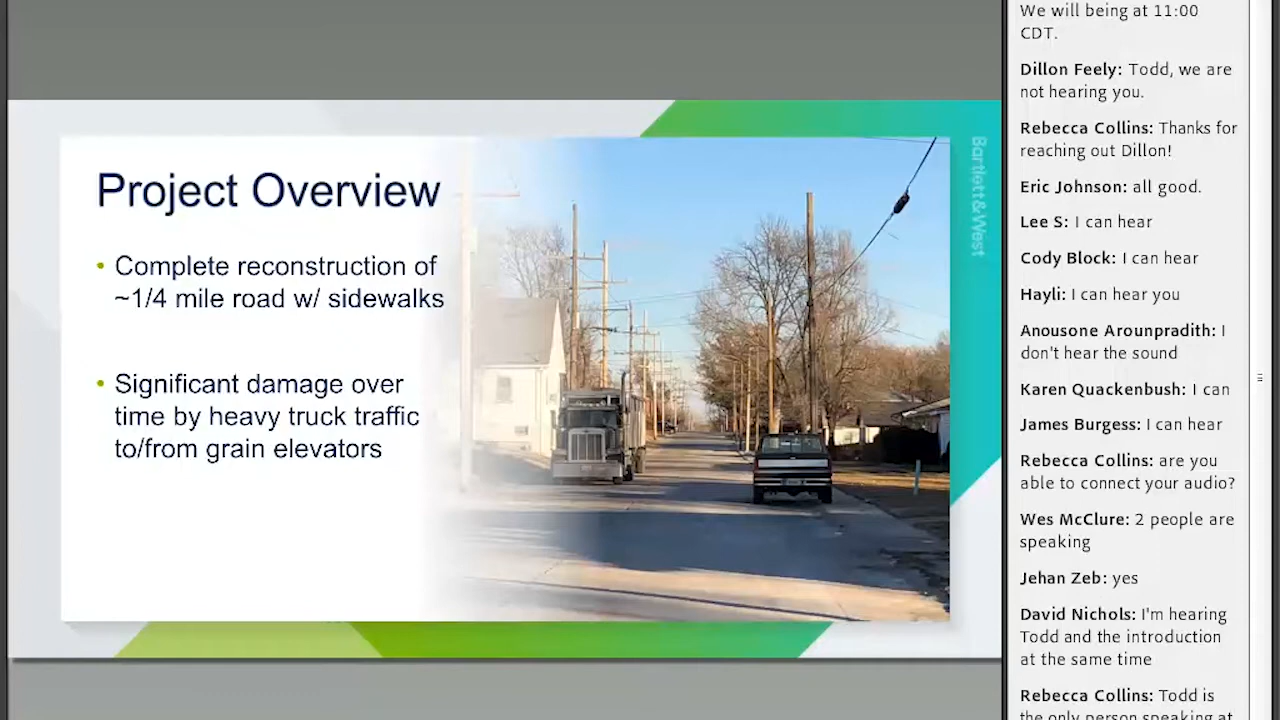 Project Overview
• Complete reconstruction of
~1/4 mile road w/ sidewalks
• Significant damage over
time by heavy truck traffic
to/from grain elevators
Bartlett&West
We will being at 11:00
CDT.
Dillon Feely: Todd, we are
not hearing you.
Rebecca Collins: Thanks for
reaching out Dillon!
Eric Johnson: all good.
Lee S: I can hear
Cody Block: I can hear
Hayli: I can hear you
Anousone Arounpradith: I
don't hear the sound
Karen Quackenbush: I can
James Burgess: I can hear
Rebecca Collins: are you
able to connect your audio?
Wes McClure: 2 people are
speaking
Jehan Zeb: yes
David Nichols: I'm hearing
Todd and the introduction
at the same time
Rebecca Collins: Todd is
the only person speaking at